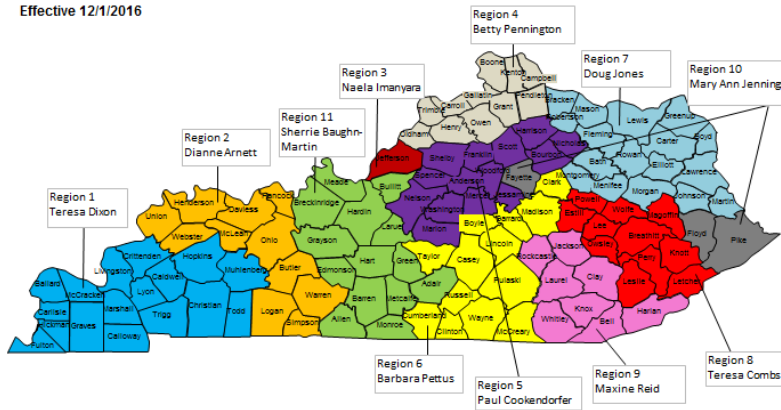 Effective 12/1/2016
Region 4
Betty Pennington
Region 7
Doug Jones
Region 10
Mary Ann Jenning
Region 3
Naela Imanyara
Region 11
Sherrie Baughn-
Martin
Region 2
Dianne Arnett
Region 1
Teresa Dixon
Boone
Kenton
Campbell
Gallatin
Pendleton
Bracken
Mason
Trimble
Carroll
Grant
Owen
Robertson
Lewis
Greenup
Oldham
Henry
Harrison
Fleming
Carter
Boyd
Jefferson
Shelby
Franklin
Scott
Nicholas
Rowan
Bourbon
Bath
Elliott
Lawrence
Spencer
Anderson
Woodford
Fayette
Montgomery
Menifee
Morgan
Johnson
Martin
Meade
Bullitt
Nelson
Mercer
Clark
Powell
Wolfe
Magoffin
Hancock
Breckinridge
Hardin
Washington
Madison
Estill
Lee
Floyd
Pike
Henderson
Daviess
Union
Larue
Marion
Boyle
Garrard
Breathitt
Webster
McLean
Ohio
Grayson
Taylor
Lincoln
Jackson
Owsley
Knott
Perry
Crittenden
Hopkins
Hart
Green
Casey
Rockcastle
Livingston
Caldwell
Muhlenberg
Butler
Edmonson
Adair
Pulaski
Laurel
Clay
Leslie
Letcher
Ballard
McCracken
Lyon
Warren
Barren
Metcalfe
Russell
Carlisle
Marshall
Christian
Todd
Logan
Cumberland
Wayne
Knox
Harlan
Hickman
Graves
Trigg
Simpson
Allen
Monroe
Clinton
McCreary
Whitley
Bell
Fulton
Calloway
Region 6
Barbara Pettus
Region 5
Paul Cookendorfer
Region 9
Maxine Reid
Region 8
Teresa Combs